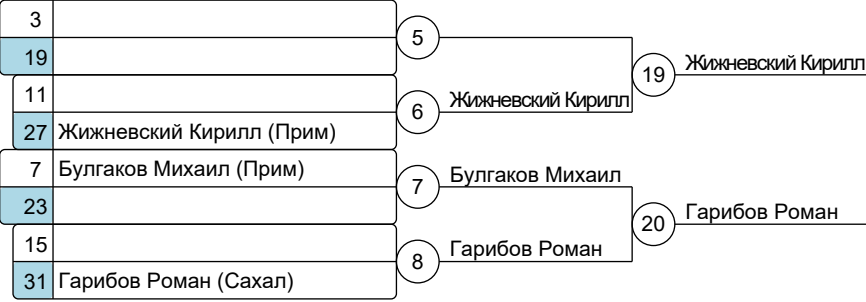 3
5
19
19 Жижневский Кирилл
11
6 Жижневский Кирилл
27 Жижневский Кирилл (Прим)
7 Булгаков Михаил (Прим)
7 Булгаков Михаил
23
20 Гарибов Роман
15
8 Гарибов Роман
31 Гарибов Роман (Сахал)